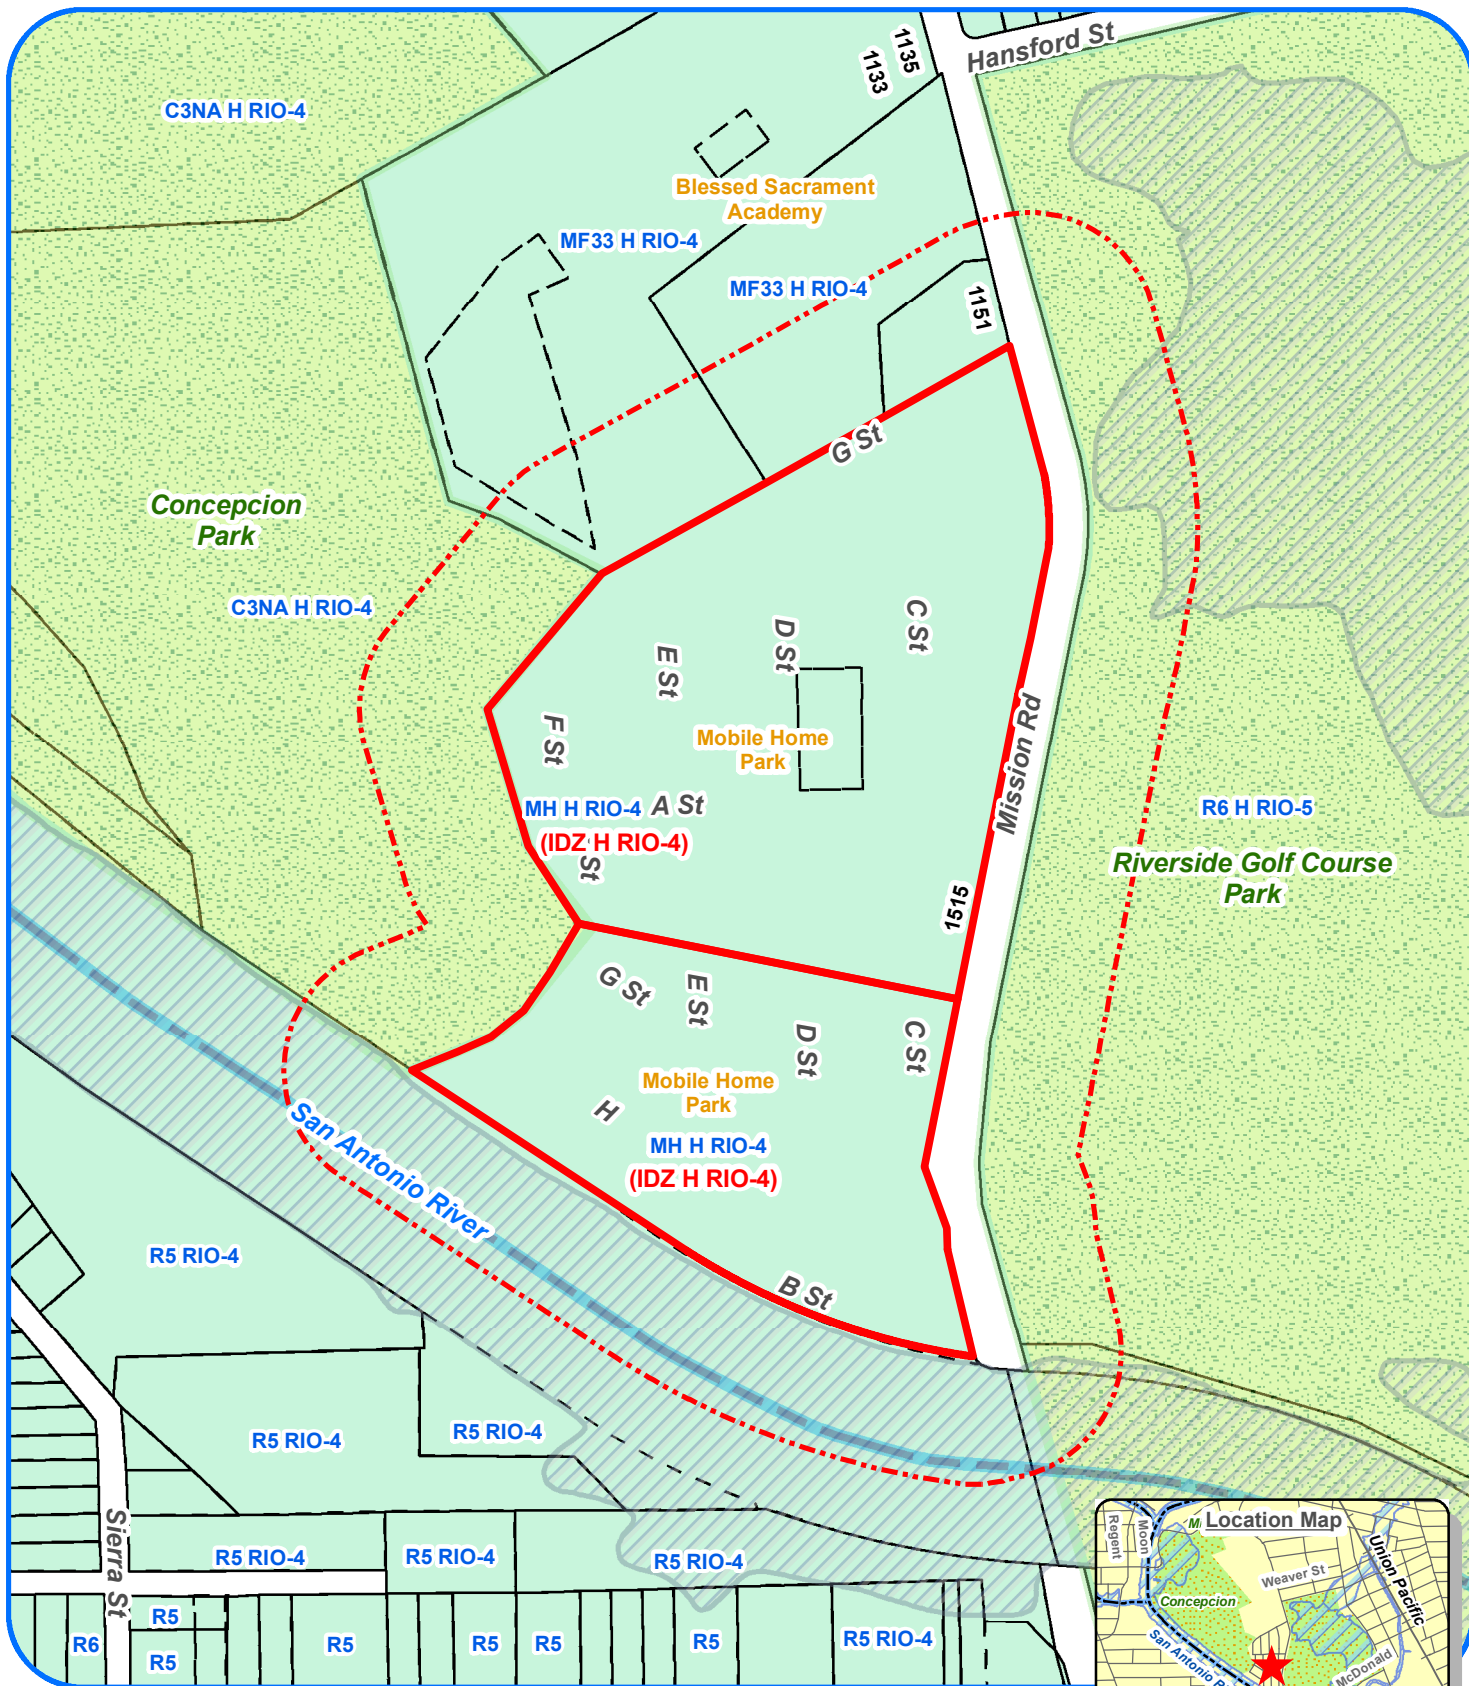 Hansford St
1135
1133
C3NA H RIO-4
Blessed Sacrament
Academy
MF33 H RIO-4
MF33 H RIO-4
1151
G St
Concepcion
Park
C3NA H RIO-4
C St
D St
E St
F St
Mobile Home
Park
Mission Rd
MH H RIO-4
A St
(IDZ H RIO-4)
St
R6 H RIO-5
Riverside Golf Course
Park
1515
G St
E St
D St
C St
Mobile Home
Park
H
MH H RIO-4
(IDZ H RIO-4)
San Antonio River
B St
R5 RIO-4
R5 RIO-4
R5 RIO-4
Sierra St
R5 RIO-4
R5 RIO-4
R5 RIO-4
R5
R6
R5
R5
R5
R5
R5
R5 RIO-4
Location Map
Regent
Moon
M
Union Pacific
Weaver St
Concepcion
San Antonio R
McDonald